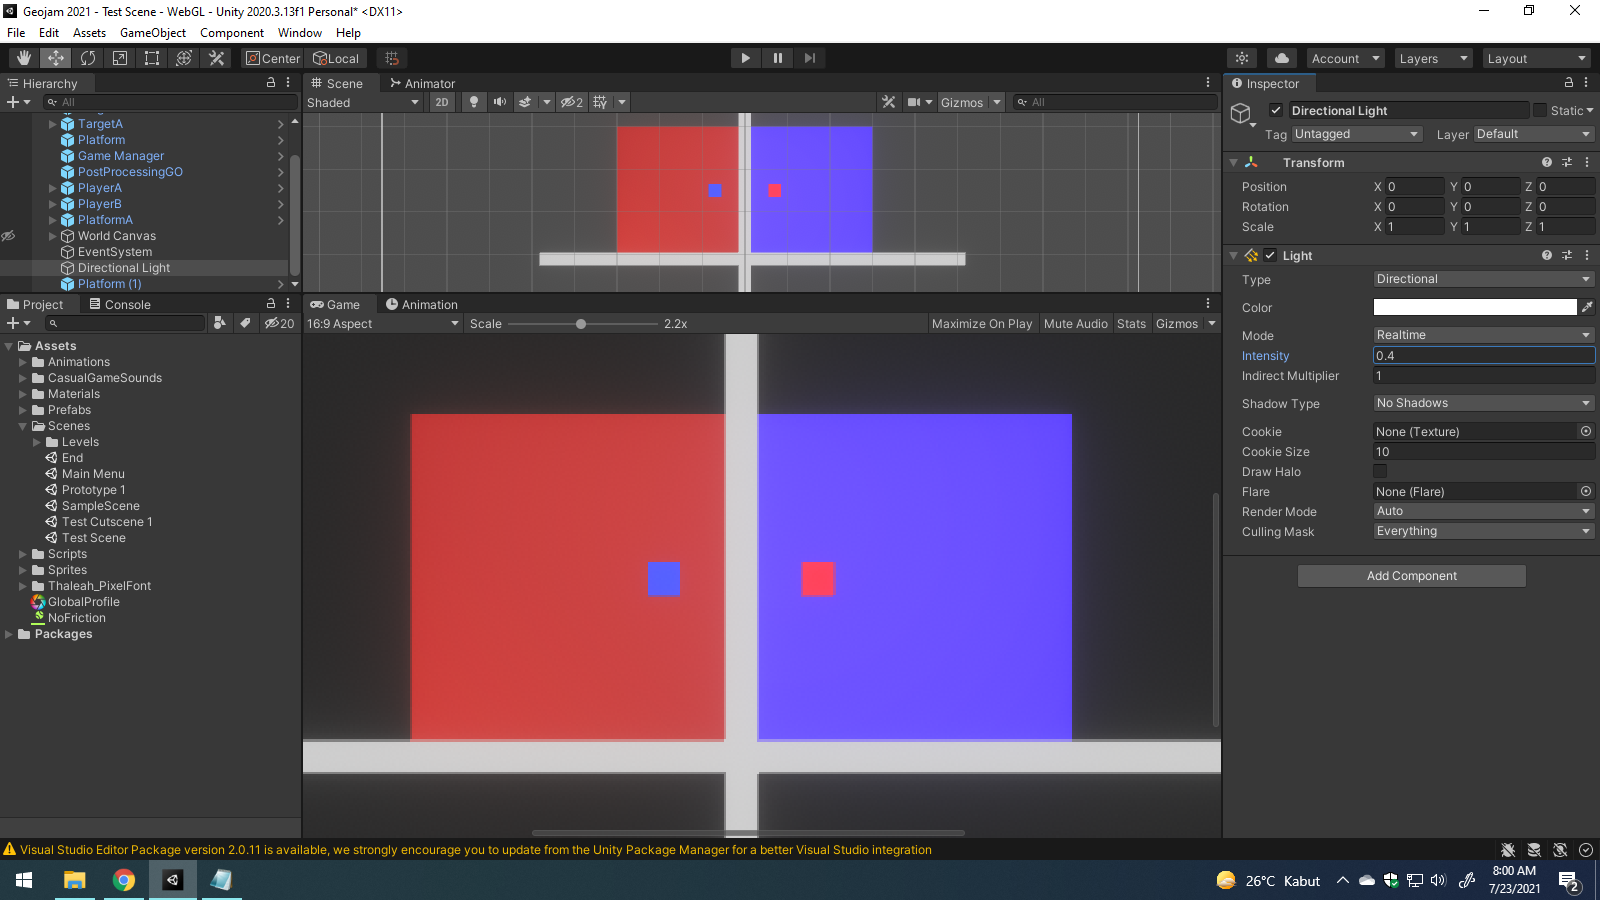 Geojam 2021 - Test Scene - WebGL - Unity 2020.3.13f1 Personal* <DX11>
File Edit Assets GameObject Component Window Help
Center Local
Account Layers Layout
Hierarchy
All
TargetA
Platform
Game Manager
PostProcessingGO
PlayerA
PlayerB
PlatformA
World Canvas
EventSystem
Directional Light
Platform (1)
Scene Animator
Shaded 2D 2 Gizmos All
Project Console
20
Assets
Animations
CasualGameSounds
Materials
Prefabs
Scenes
Levels
End
Main Menu
Prototype 1
SampleScene
Test Cutscene 1
Test Scene
Scripts
Sprites
Thaleah_PixelFont
GlobalProfile
NoFriction
Packages
Game Animation
16:9 Aspect Scale 2.2x Maximize On Play Mute Audio Stats Gizmos
Inspector
Directional Light Static
Tag Untagged Layer Default
Transform
Position X 0 Y 0 Z 0
Rotation X 0 Y 0 Z 0
Scale X 1 Y 1 Z 1
Light
Type Directional
Color
Mode Realtime
Intensity 0.4
Indirect Multiplier 1
Shadow Type No Shadows
Cookie None (Texture)
Cookie Size 10
Draw Halo
Flare None (Flare)
Render Mode Auto
Culling Mask Everything
Add Component
Visual Studio Editor Package version 2.0.11 is available, we strongly encourage you to update from the Unity Package Manager for a better Visual Studio integration
26°C Kabut
8:00 AM
7/23/2021
2